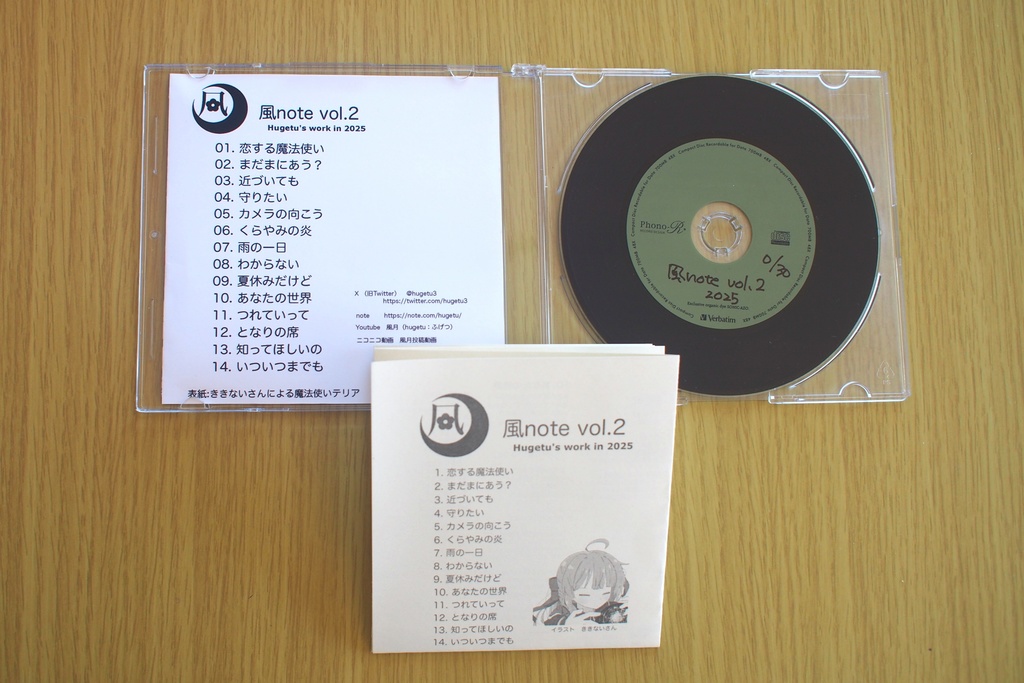 風
風note vol.2
Hugetu's work in 2025
01. 恋する魔法使い
02. まだまにあう？
03. 近づいても
04. 守りたい
05. カメラの向こう
06. くらやみの炎
07. 雨の一日
08. わからない
09. 夏休みだけど
10. あなたの世界
11. つれていって
12. となりの席
13. 知ってほしいの
14. いついつまでも
X （旧Twitter） @hugetu3
https://twitter.com/hugetu3
note https://note.com/hugetu/
Youtube 風月（hugetu：ふげつ）
ニコニコ動画 風月投稿動画
表紙:ききないさんによる魔法使いテリア
Compact Disc Recordable for Data 700MB 48X
Phono-R
0/30
風note vol.2
2025
Verbatim
風
風note vol.2
Hugetu's work in 2025
1. 恋する魔法使い
2. まだまにあう？
3. 近づいても
4. 守りたい
5. カメラの向こう
6. くらやみの炎
7. 雨の一日
8. わからない
9. 夏休みだけど
10. あなたの世界
11. つれていって
12. となりの席
13. 知ってほしいの
14. いついつまでも
イラスト ききないさん